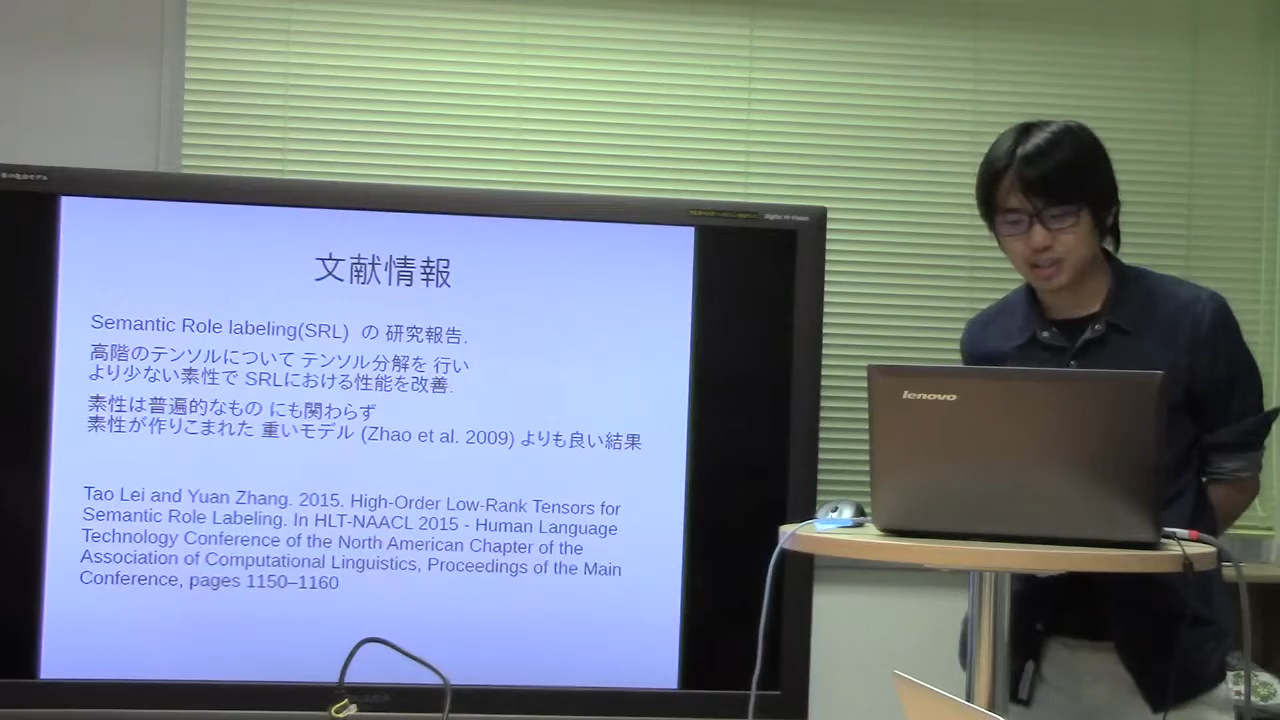 文献情報
Semantic Role labeling(SRL) の 研究報告.
高階のテンソルについて テンソル分解を 行い
より少ない素性で SRLにおける性能を改善.
素性は普遍的なもの にも関わらず
素性が作りこまれた 重いモデル (Zhao et al. 2009) よりも良い結果
Tao Lei and Yuan Zhang. 2015. High-Order Low-Rank Tensors for
Semantic Role Labeling. In HLT-NAACL 2015 - Human Language
Technology Conference of the North American Chapter of the
Association of Computational Linguistics, Proceedings of the Main
Conference, pages 1150–1160
lenovo